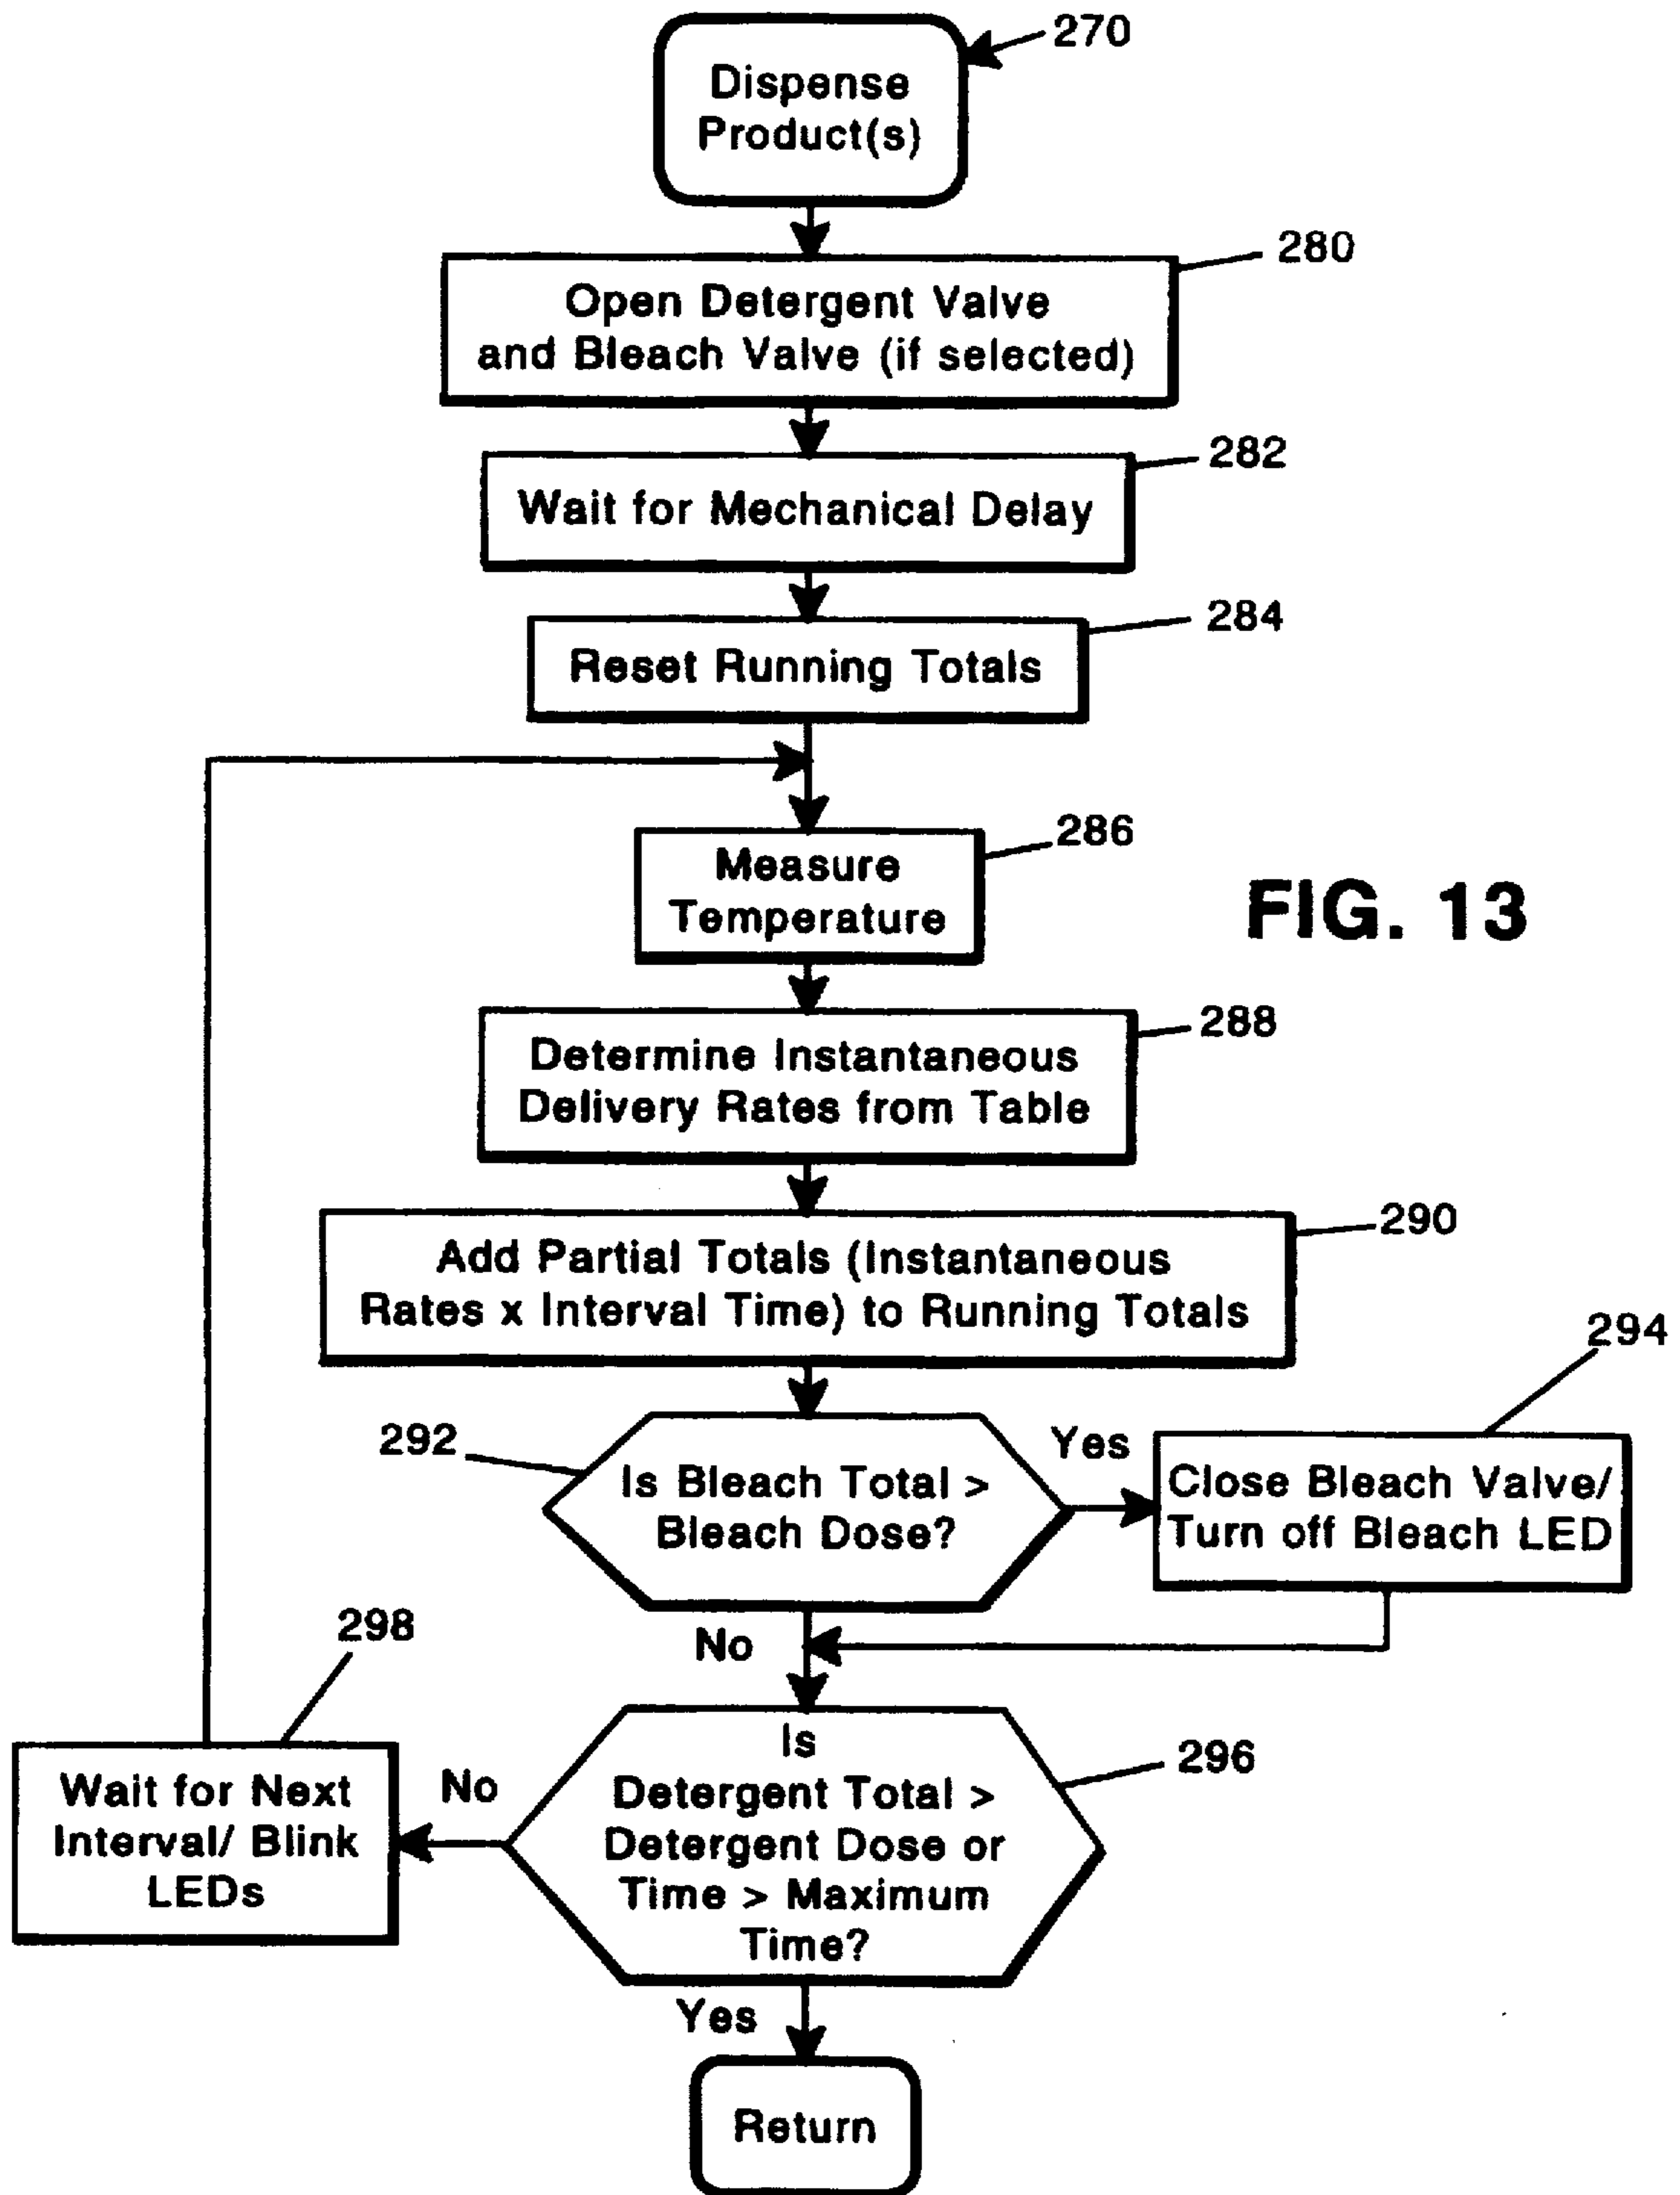 270
Dispense
Product(s)
280
Open Detergent Valve
and Bleach Valve (if selected)
282
Wait for Mechanical Delay
284
Reset Running Totals
286
Measure
Temperature
FIG. 13
288
Determine Instantaneous
Delivery Rates from Table
290
Add Partial Totals (Instantaneous
Rates x Interval Time) to Running Totals
294
292
Is Bleach Total >
Bleach Dose?
Yes
Close Bleach Valve/
Turn off Bleach LED
No
298
Wait for Next
Interval/ Blink
LEDs
No
Is
Detergent Total >
Detergent Dose or
Time > Maximum
Time?
296
Yes
Return